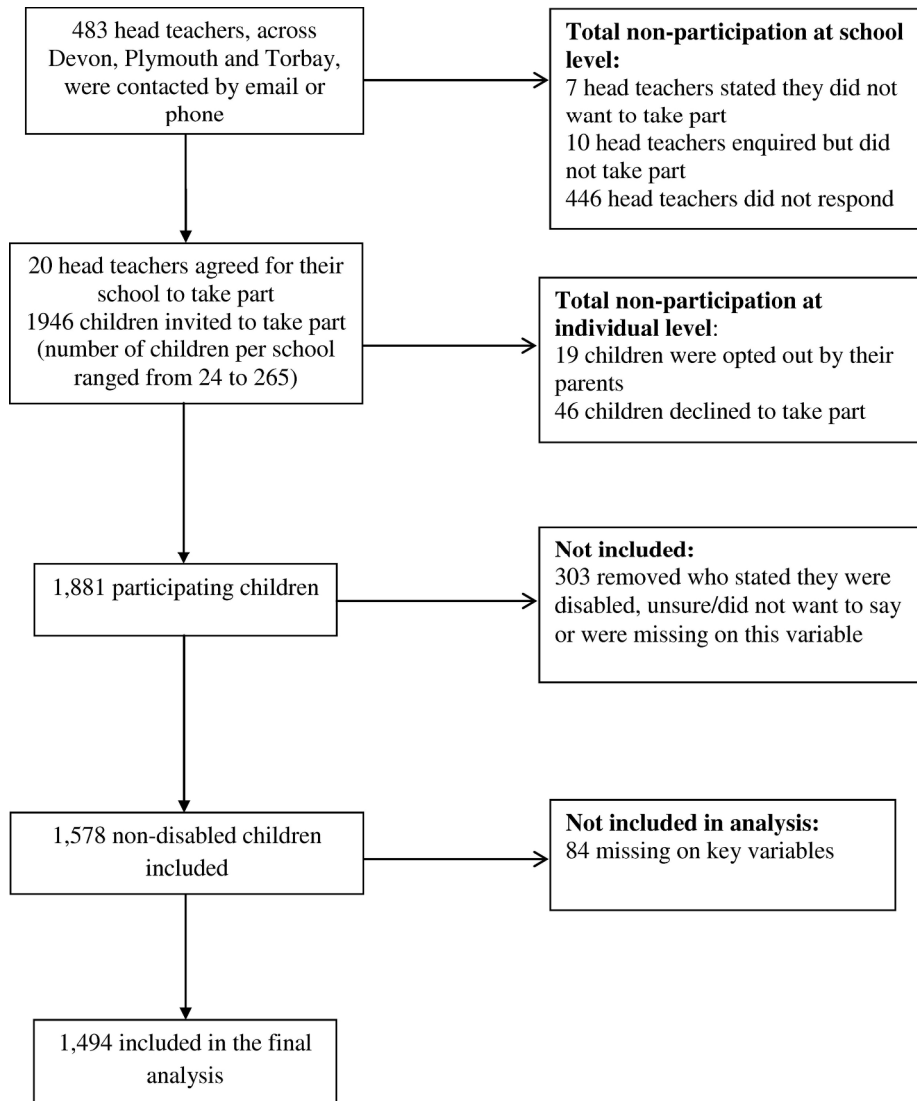 483 head teachers, across
Devon, Plymouth and Torbay,
were contacted by email or
phone
Total non-participation at school
level:
7 head teachers stated they did not
want to take part
10 head teachers enquired but did
not take part
446 head teachers did not respond
20 head teachers agreed for their
school to take part
1946 children invited to take part
(number of children per school
ranged from 24 to 265)
Total non-participation at
individual level:
19 children were opted out by their
parents
46 children declined to take part
1,881 participating children
Not included:
303 removed who stated they were
disabled, unsure/did not want to say
or were missing on this variable
1,578 non-disabled children
included
Not included in analysis:
84 missing on key variables
1,494 included in the final
analysis